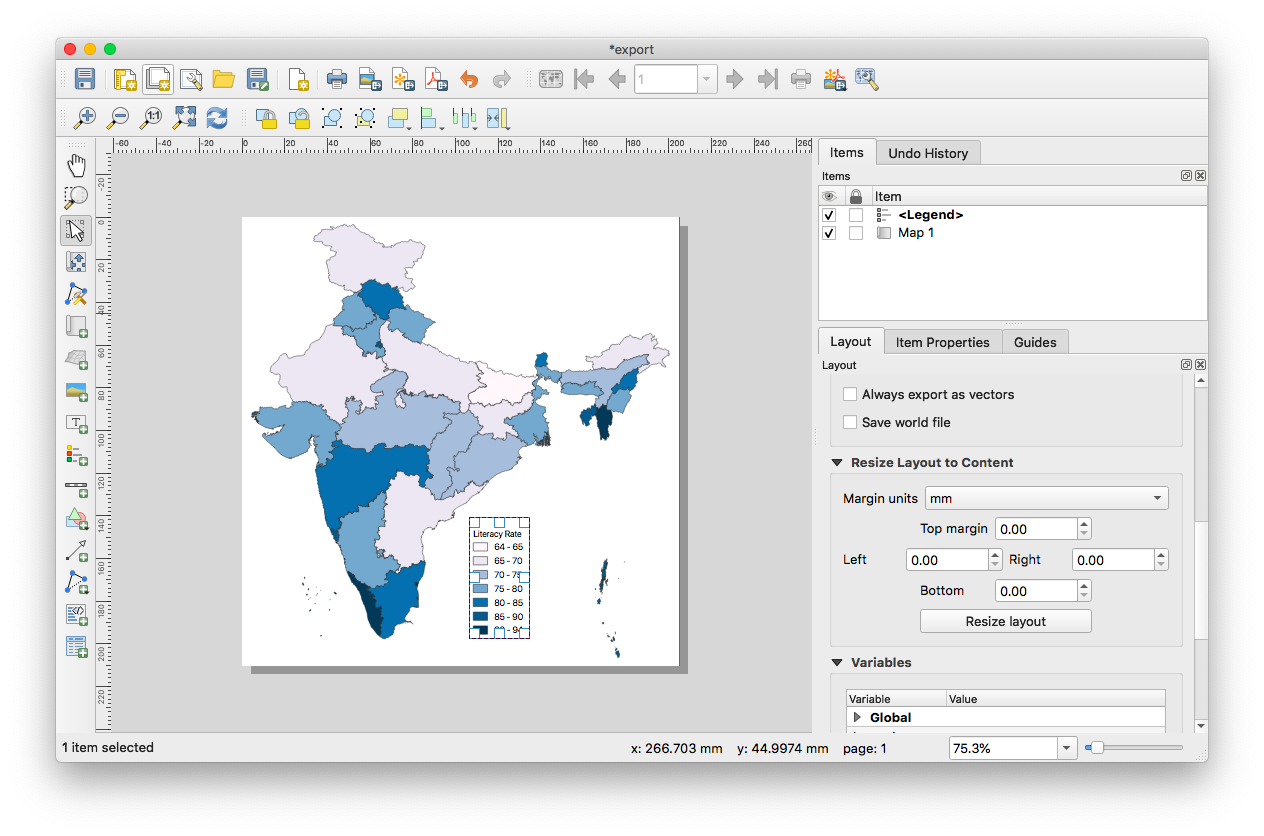 *export
1:1
1
-60 -40 -20 0 20 40 60 80 100 120 140 160 180 200 220 240 260
-20
0
20
40
60
80
100
120
140
160
180
200
220
Items Undo History
Items
Item
<Legend>
Map 1
Layout Item Properties Guides
Layout
Always export as vectors
Save world file
Resize Layout to Content
Margin units mm
Top margin 0.00
Left 0.00 Right 0.00
Bottom 0.00
Resize layout
Variables
Variable Value
Global
Literacy Rate
64 - 65
65 - 70
70 - 75
75 - 80
80 - 85
85 - 90
1 item selected x: 266.703 mm y: 44.9974 mm page: 1 75.3%